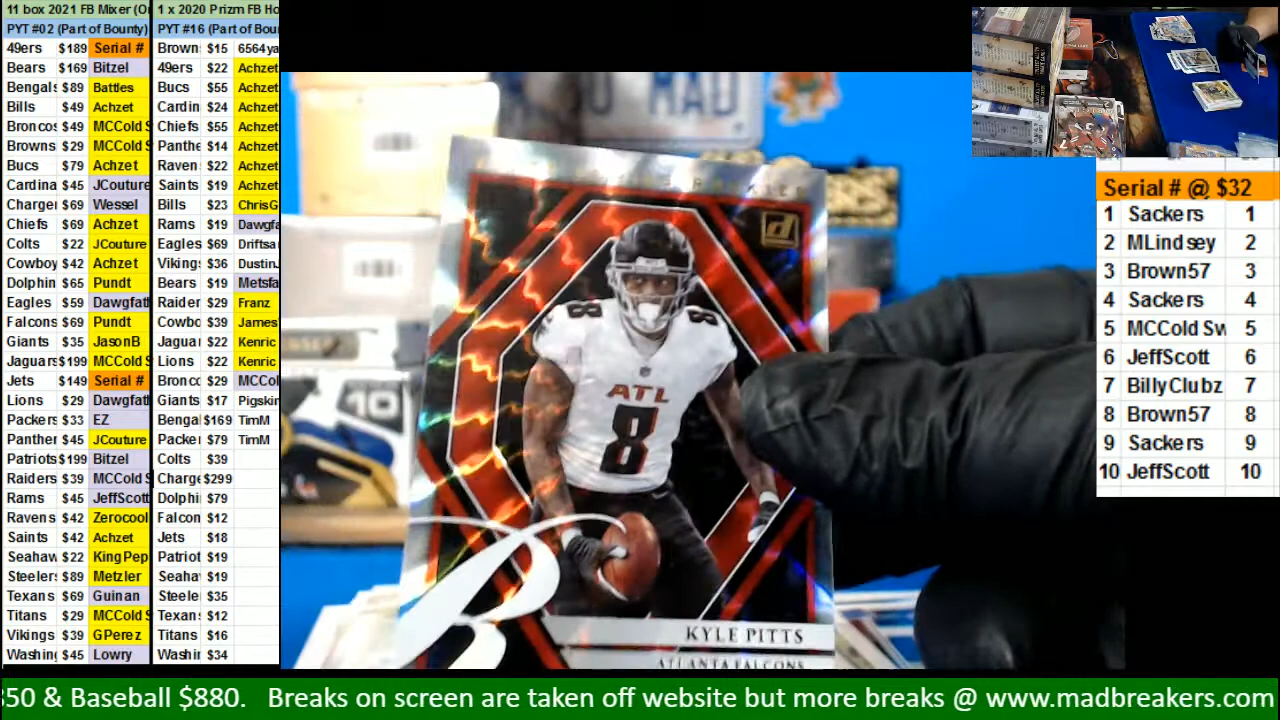 11 box 2021 FB Mixer (O
PYT #02 (Part of Bounty)
49ers $189 Serial #
Bears $169 Bitzel
Bengal $89 Battles
Bills $49 Achzet
Broncos $49 MCCold S
Browns $29 MCCold S
Bucs $79 Achzet
Cardina $45 JCouture
Charger $69 Wessel
Chiefs $69 Achzet
Colts $22 JCouture
Cowboy $42 Achzet
Dolphin $65 Pundt
Eagles $59 Dawgfath
Falcons $69 Pundt
Giants $35 JasonB
Jaguar $199 MCCold S
Jets $149 Serial #
Lions $29 Dawgfath
Packers $33 EZ
Panther $45 JCouture
Patriots $199 Bitzel
Raiders $39 MCCold S
Rams $45 JeffScott
Ravens $42 Zerocool
Saints $42 Achzet
Seahaw $22 KingPep
Steelers $89 Metzler
Texans $69 Guinan
Titans $29 MCCold S
Vikings $39 GPerez
Washin $45 Lowry
1 x 2020 Prizm FB Ho
PYT #16 (Part of Boun
Brown $15 6564ya
49ers $22 Achzet
Bucs $55 Achzet
Cardin $24 Achzet
Chiefs $55 Achzet
Panthe $14 Achzet
Raven $22 Achzet
Saints $19 Achzet
Bills $23 ChrisG
Rams $19 Dawgfa
Eagles $69 Driftsa
Viking $36 DustinJ
Bears $19 Metsfa
Raider $29 Franz
Cowbo $39 James
Jagua $22 Kenric
Lions $22 Kenric
Bronc $29 MCCol
Giants $17 Pigskin
Benga $169 TimM
Packe $79 TimM
Colts $39
Charg $299
Dolphi $79
Falcon $12
Jets $18
Patriot $19
Seaha $19
Steele $35
Texan $12
Titans $16
Washi $34
MAD
10
ATL
8
8
8
KYLE PITTS
ATLANTA FALCONS
Serial # @ $32
1 Sackers 1
2 MLindsey 2
3 Brown57 3
4 Sackers 4
5 MCCold Sw 5
6 JeffScott 6
7 BillyClubz 7
8 Brown57 8
9 Sackers 9
10 JeffScott 10
350 & Baseball $880. Breaks on screen are taken off website but more breaks @ www.madbreakers.com